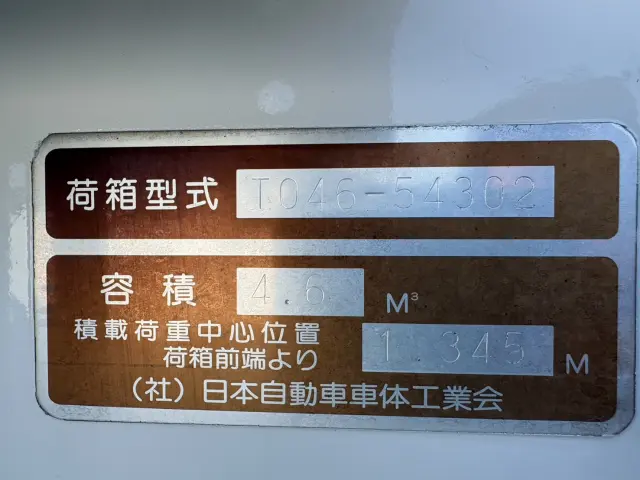 荷箱型式 T046-54302
容積 4.6 M³
積載荷重中心位置
荷箱前端より 1.345 M
(社)日本自動車車体工業会